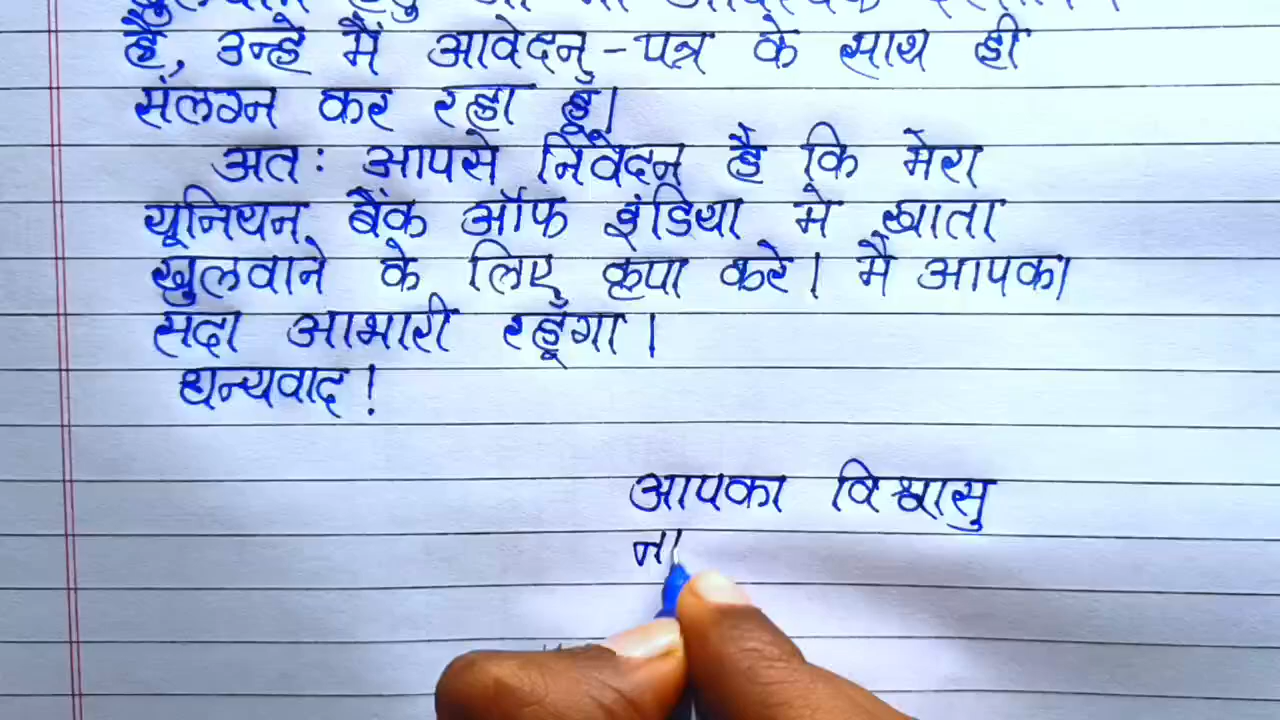 है, उन्हे मैं आवेदन-पत्र के साथ ही
संलग्न कर रहा हूँ।
अत: आपसे निवेदन है कि मेरा
यूनियन बैंक ऑफ इंडिया मे खाता
खुलवाने के लिए कृपा करे। मै आपका
सदा आभारी रहूँगा।
धन्यवाद!
आपका विश्वासु
ना